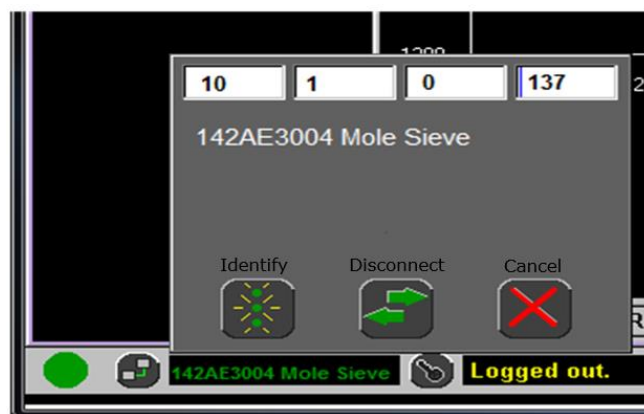 10 1 0 137
142AE3004 Mole Sieve
Identify Disconnect Cancel
142AE3004 Mole Sieve Logged out.